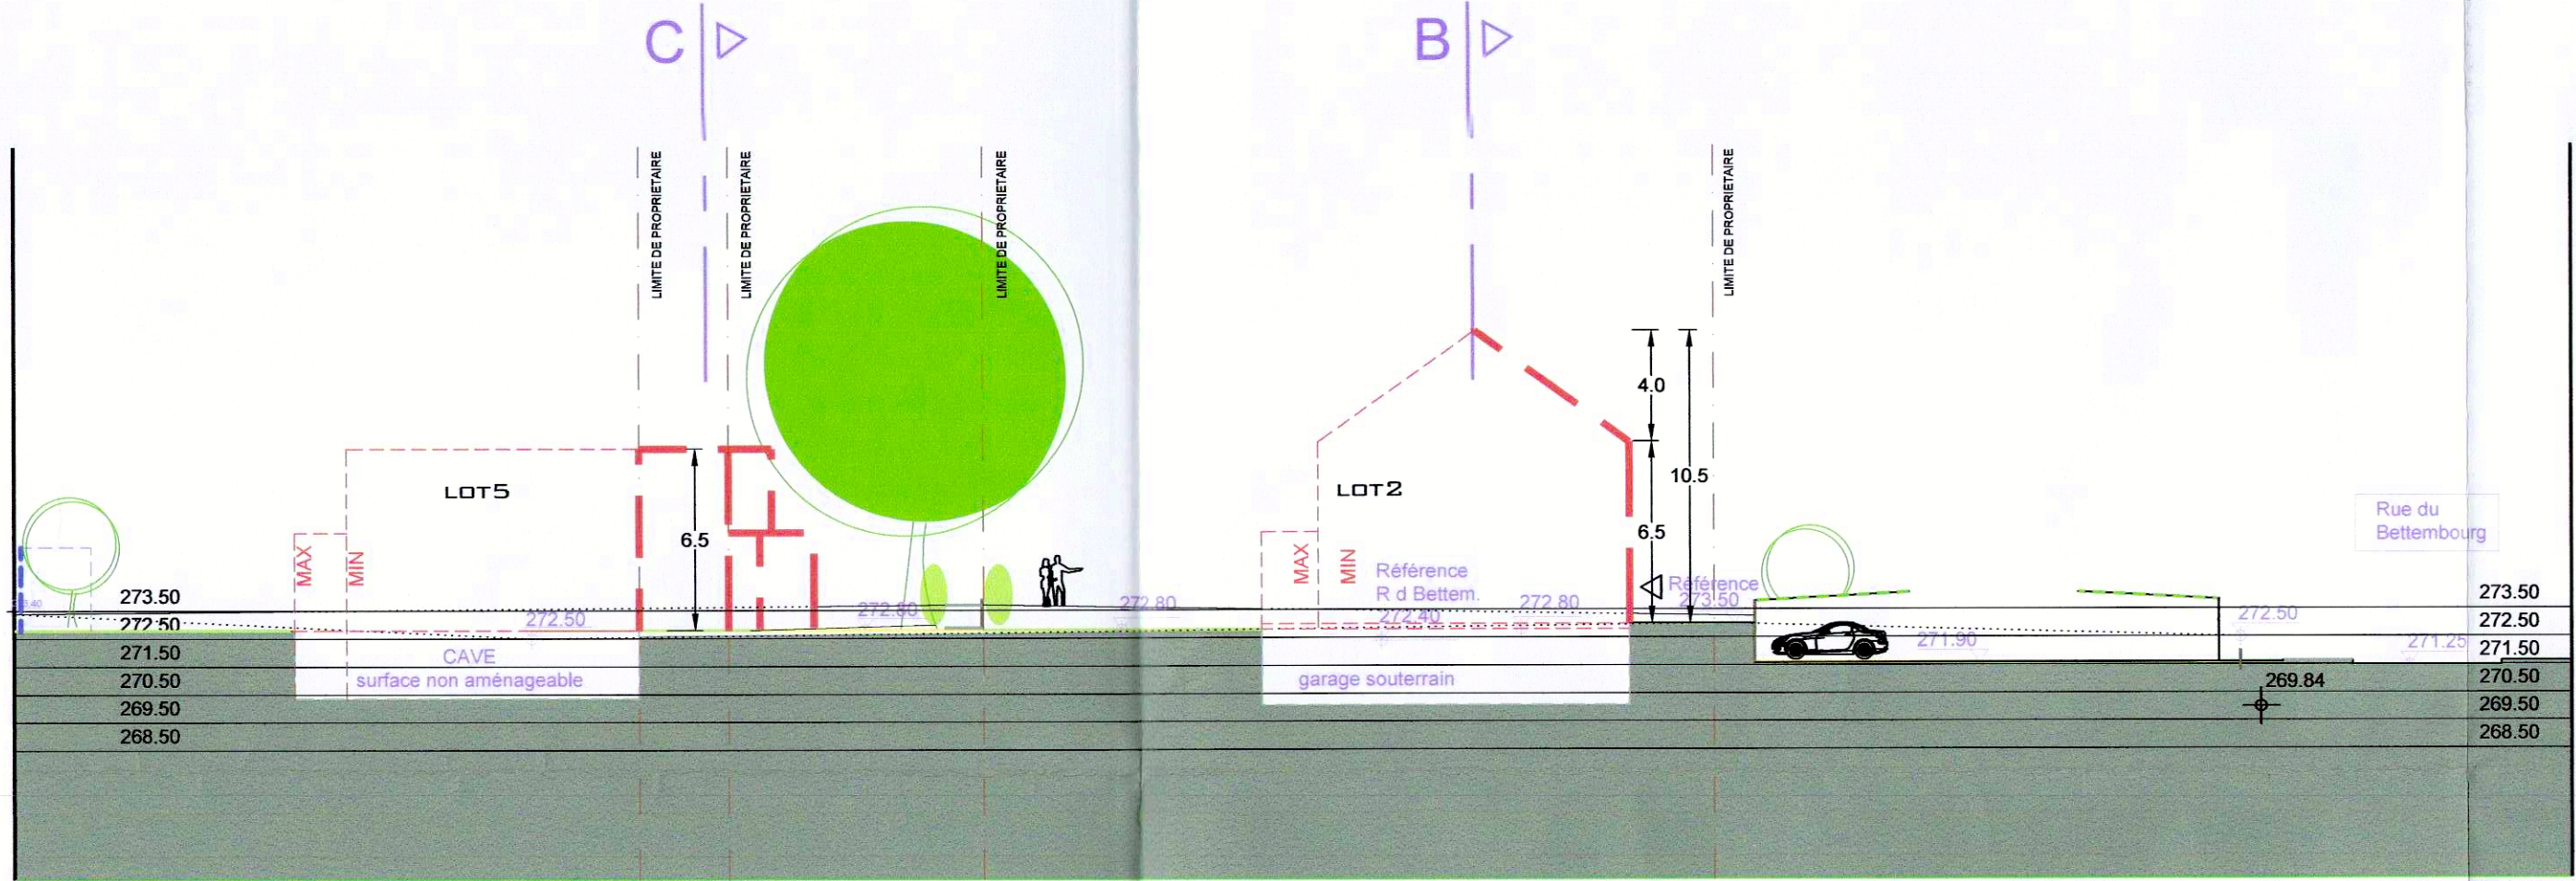 C
B
LIMITE DE PROPRIETAIRE
LIMITE DE PROPRIETAIRE
LIMITE DE PROPRIETAIRE
LIMITE DE PROPRIETAIRE
4.0
10.5
6.5
6.5
LOT5
LOT2
MAX
MIN
MAX
MIN
Référence
R d Bettem.
272.40
272.80
Référence
273.50
Rue du
Bettembourg
273.50
272.50
271.50
270.50
269.50
268.50
272.50
272.80
272.80
CAVE
surface non aménageable
garage souterrain
271.90
272.50
271.25
269.84
273.50
272.50
271.50
270.50
269.50
268.50